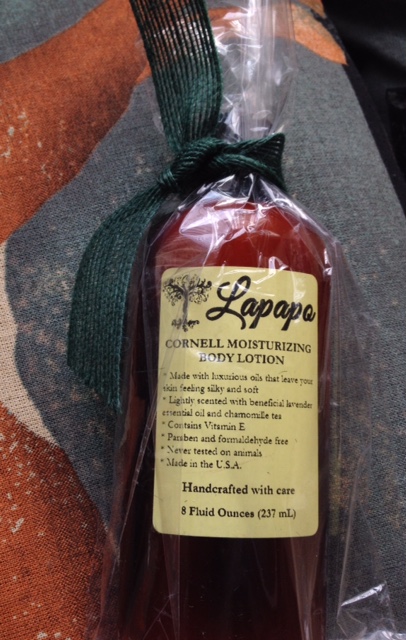 Lapapo
CORNELL MOISTURIZING
BODY LOTION
* Made with luxurious oils that leave your
skin feeling silky and soft
* Lightly scented with beneficial lavender
essential oil and chamomille tea
* Contains Vitamin E
* Paraben and formaldehyde free
* Never tested on animals
* Made in the U.S.A.
Handcrafted with care
8 Fluid Ounces (237 mL)